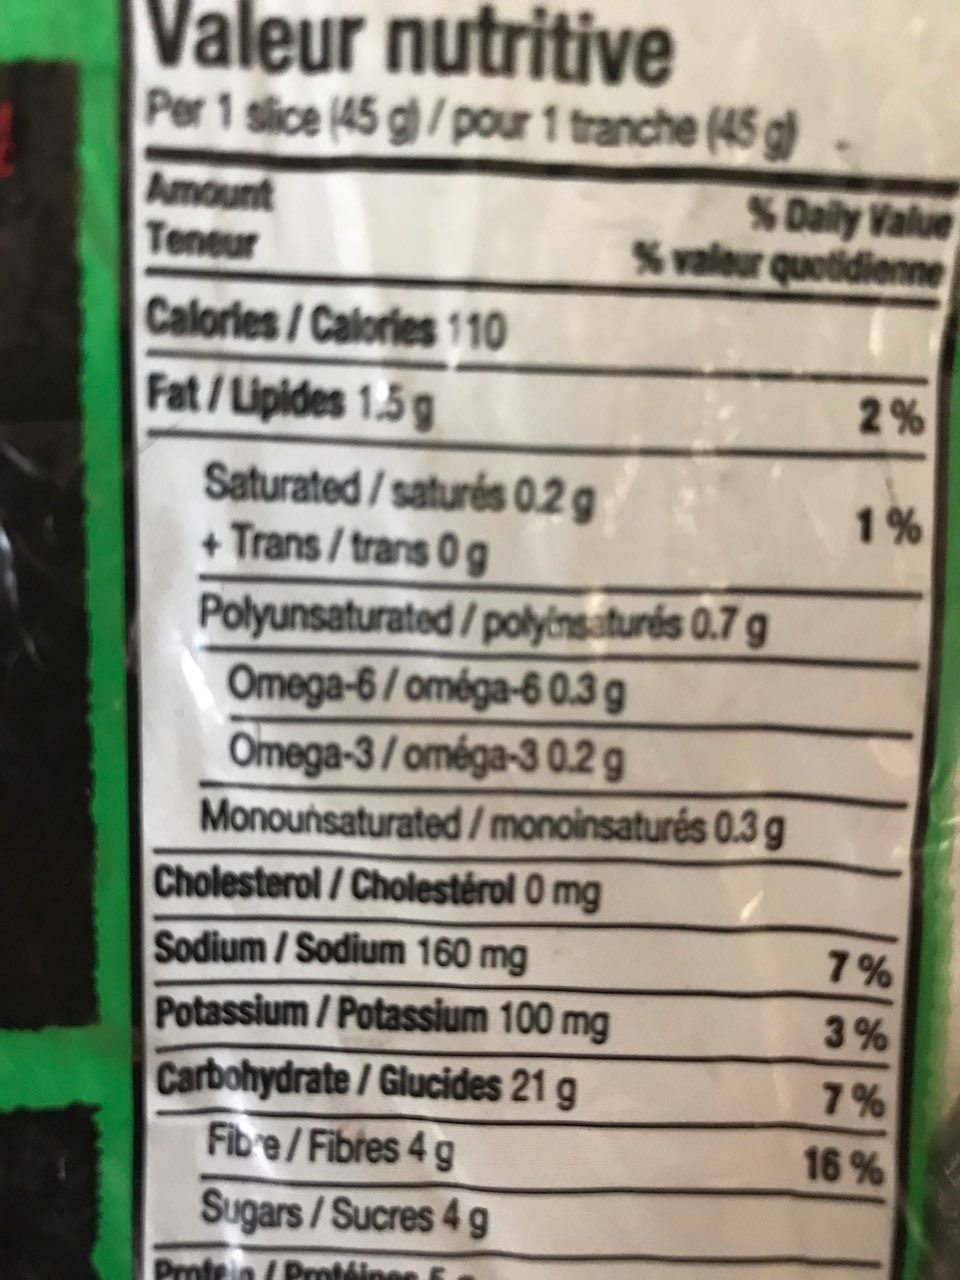 Valeur nutritive
Per 1 slice (45 g) / pour 1 tranche (45 g)
Amount
Teneur
% Daily Value
% valeur quotidienne
Calories / Calories 110
Fat / Lipides 1.5 g 2 %
Saturated / saturés 0.2 g
+ Trans / trans 0 g 1 %
Polyunsaturated / polyinsaturés 0.7 g
Omega-6 / oméga-6 0.3 g
Omega-3 / oméga-3 0.2 g
Monounsaturated / monoinsaturés 0.3 g
Cholesterol / Cholestérol 0 mg
Sodium / Sodium 160 mg 7 %
Potassium / Potassium 100 mg 3 %
Carbohydrate / Glucides 21 g 7 %
Fibre / Fibres 4 g 16 %
Sugars / Sucres 4 g
Protein / Protéines